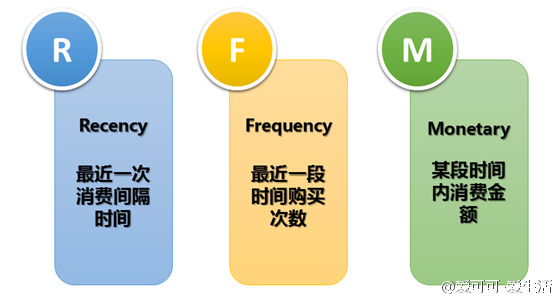 R
F
M
Recency
最近一次
消费间隔
时间
Frequency
最近一段
时间购买
次数
Monetary
某段时间
内消费金
额
@爱可可-爱生活